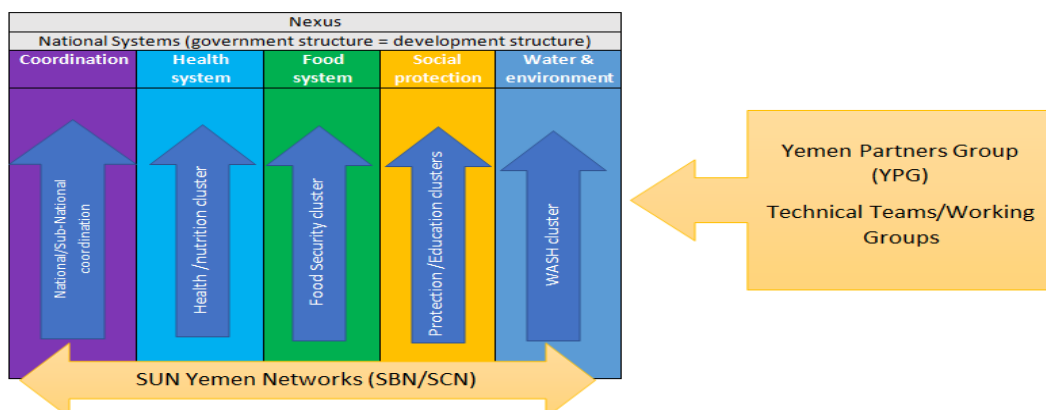 Nexus
National Systems (government structure = development structure)
Coordination
Health
system
Food
system
Social
protection
Water &
environment
National/Sub-National
coordination
Health /nutrition cluster
Food Security cluster
Protection /Education clusters
WASH cluster
SUN Yemen Networks (SBN/SCN)
Yemen Partners Group
(YPG)
Technical Teams/Working
Groups